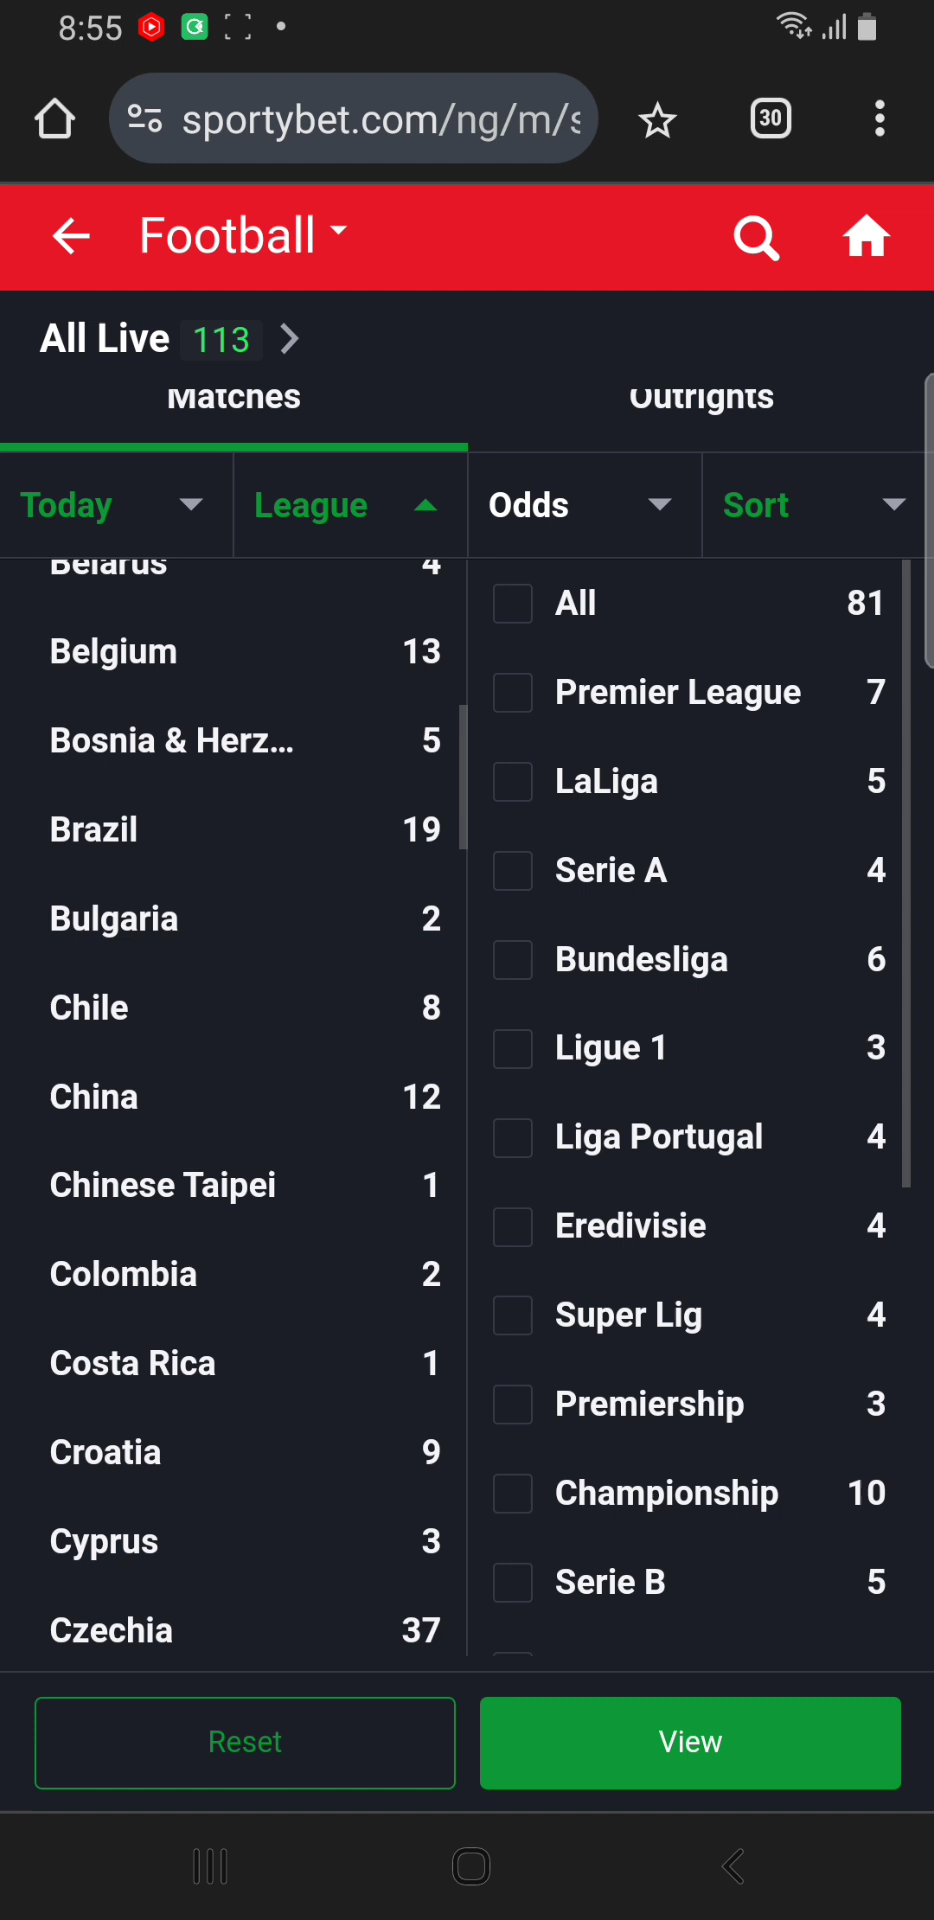 8:55
sportybet.com/ng/m/s
30
Football
All Live 113
Matches Outrights
Today League Odds Sort
Belarus 4
Belgium 13
Bosnia & Herz... 5
Brazil 19
Bulgaria 2
Chile 8
China 12
Chinese Taipei 1
Colombia 2
Costa Rica 1
Croatia 9
Cyprus 3
Czechia 37
All 81
Premier League 7
LaLiga 5
Serie A 4
Bundesliga 6
Ligue 1 3
Liga Portugal 4
Eredivisie 4
Super Lig 4
Premiership 3
Championship 10
Serie B 5
Reset View